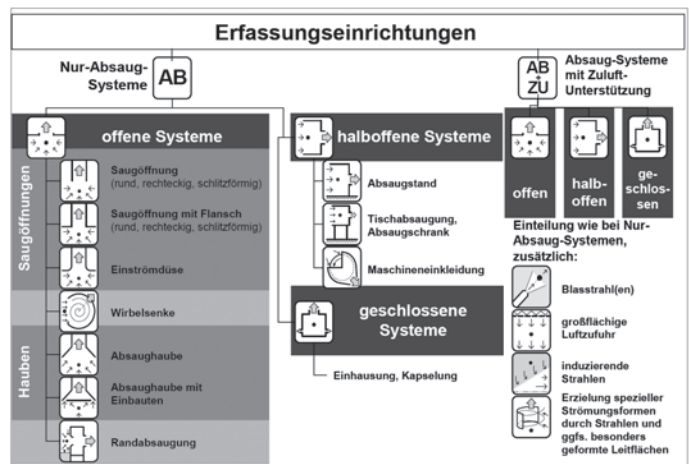 Erfassungseinrichtungen
Nur-Absaug-
Systeme
AB
offene Systeme
Saugöffnungen
Saugöffnung
(rund, rechteckig, schlitzförmig)
Saugöffnung mit Flansch
(rund, rechteckig, schlitzförmig)
Einströmdüse
Wirbelsenke
Hauben
Absaughaube
Absaughaube mit
Einbauten
Randabsaugung
halboffene Systeme
Absaugstand
Tischabsaugung,
Absaugschrank
Maschineneinkleidung
geschlossene
Systeme
Einhausung, Kapselung
AB
+
ZU
Absaug-Systeme
mit Zuluft-
Unterstützung
offen
halb-
offen
ge-
schlos-
sen
Einteilung wie bei Nur-
Absaug-Systemen,
zusätzlich:
Blasstrahl(en)
großflächige
Luftzufuhr
induzierende
Strahlen
Erzielung spezieller
Strömungsformen
durch Strahlen und
ggfs. besonders
geformte Leitflächen